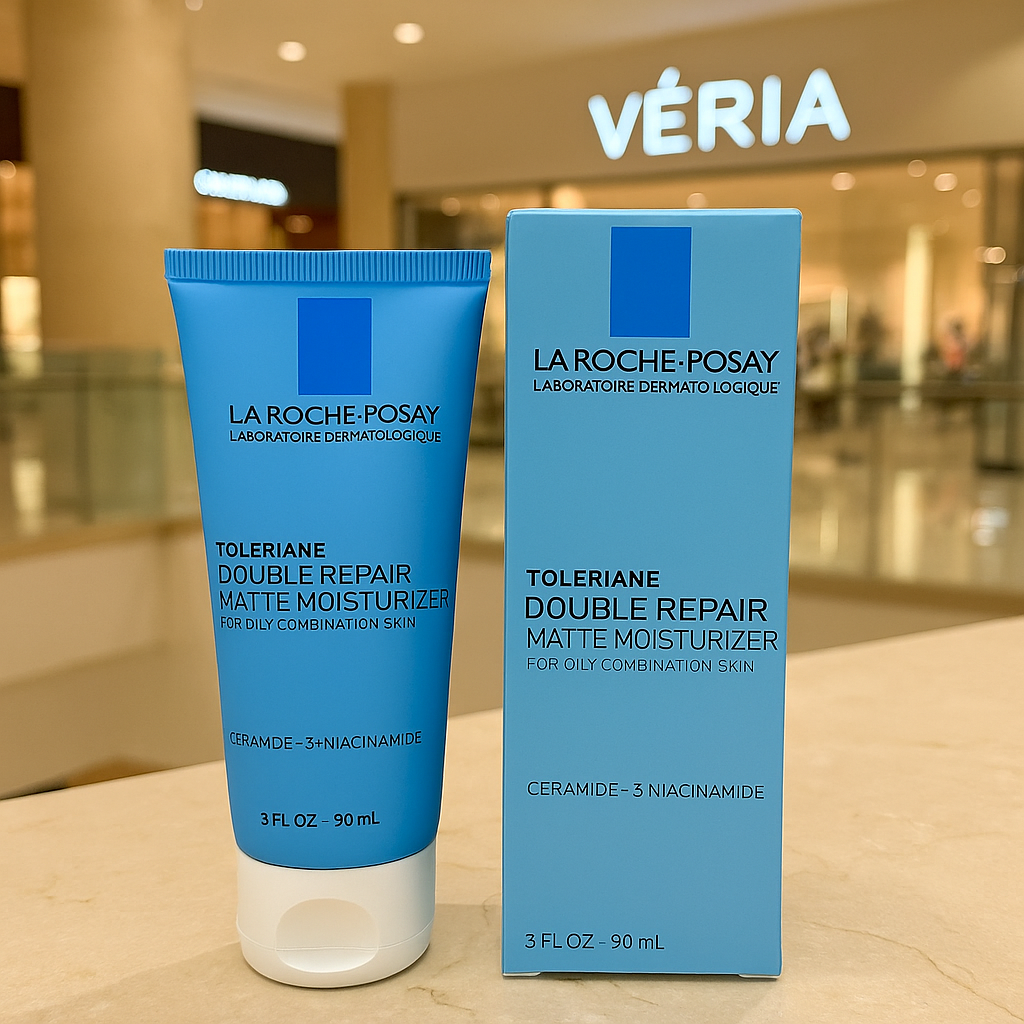 VÉRIA
LA ROCHE-POSAY
LABORATOIRE DERMATOLOGIQUE
TOLERIANE
DOUBLE REPAIR
MATTE MOISTURIZER
FOR DILY COMBINATION SKIN
CERAMDE-3+NIACINAMIDE
3 FL OZ - 90 mL
LA ROCHE-POSAY
LABORATOIRE DERMATO LOGIQUE
TOLERIANE
DOUBLE REPAIR
MATTE MOISTURIZER
FOR OILY COMBINATION SKIN
CERAMIDE-3 NIACINAMIDE
3 FL OZ - 90 mL